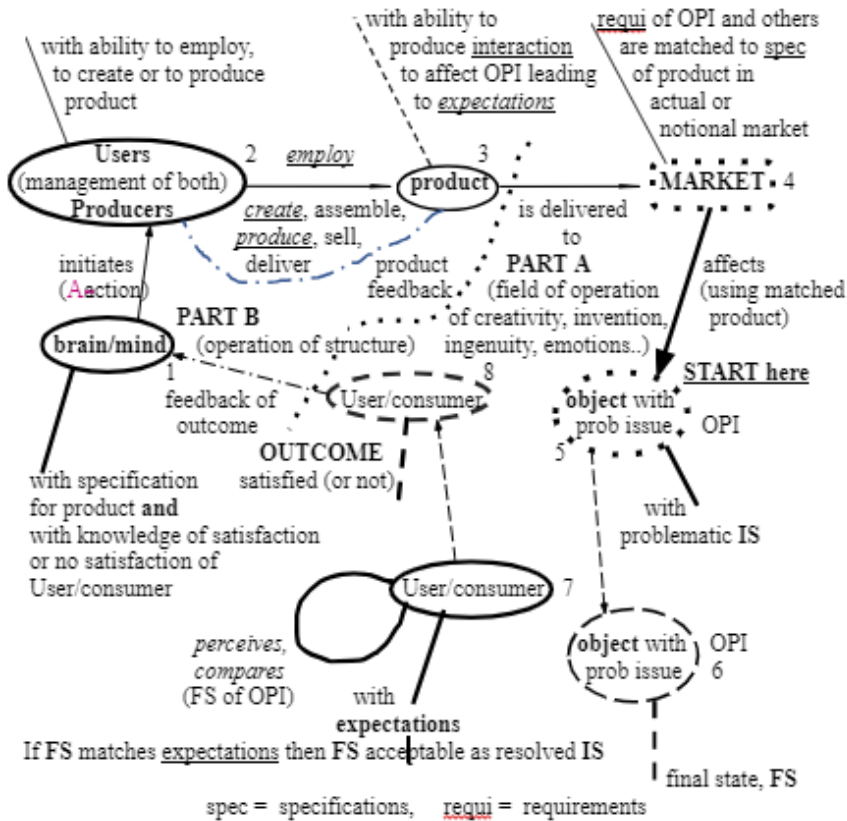 with ability to employ,
to create or to produce
product
with ability to
produce interaction
to affect OPI leading
to expectations
requi of OPI and others
are matched to spec
of product in
actual or
notional market
Users
(management of both)
Producers
2
employ
create, assemble,
produce, sell,
deliver
3
product
is delivered
to
MARKET
4
initiates
(Aaction)
product
feedback
PART A
(field of operation
of creativity, invention,
ingenuity, emotions..)
affects
(using matched
product)
PART B
(operation of structure)
brain/mind
1
feedback of
outcome
8
User/consumer
OUTCOME
satisfied (or not)
START here
object with
prob issue
OPI
5
with
problematic IS
with specification
for product and
with knowledge of satisfaction
or no satisfaction of
User/consumer
User/consumer
7
perceives,
compares
(FS of OPI)
with
expectations
object with
prob issue
OPI
6
If FS matches expectations then FS acceptable as resolved IS
final state, FS
spec = specifications, requi = requirements